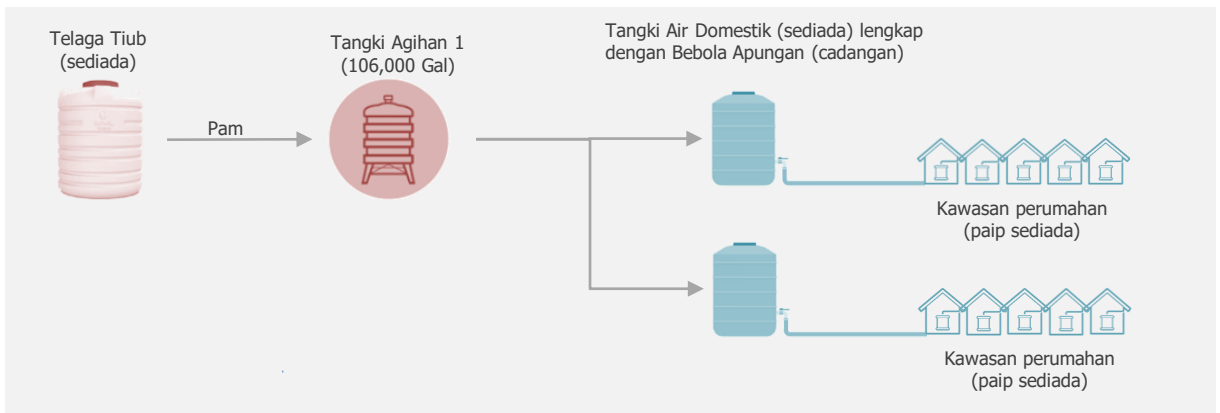 Telaga Tiub
(sediada)
Pam
Tangki Agihan 1
(106,000 Gal)
Tangki Air Domestik (sediada) lengkap
dengan Bebola Apungan (cadangan)
Kawasan perumahan
(paip sediada)
Kawasan perumahan
(paip sediada)